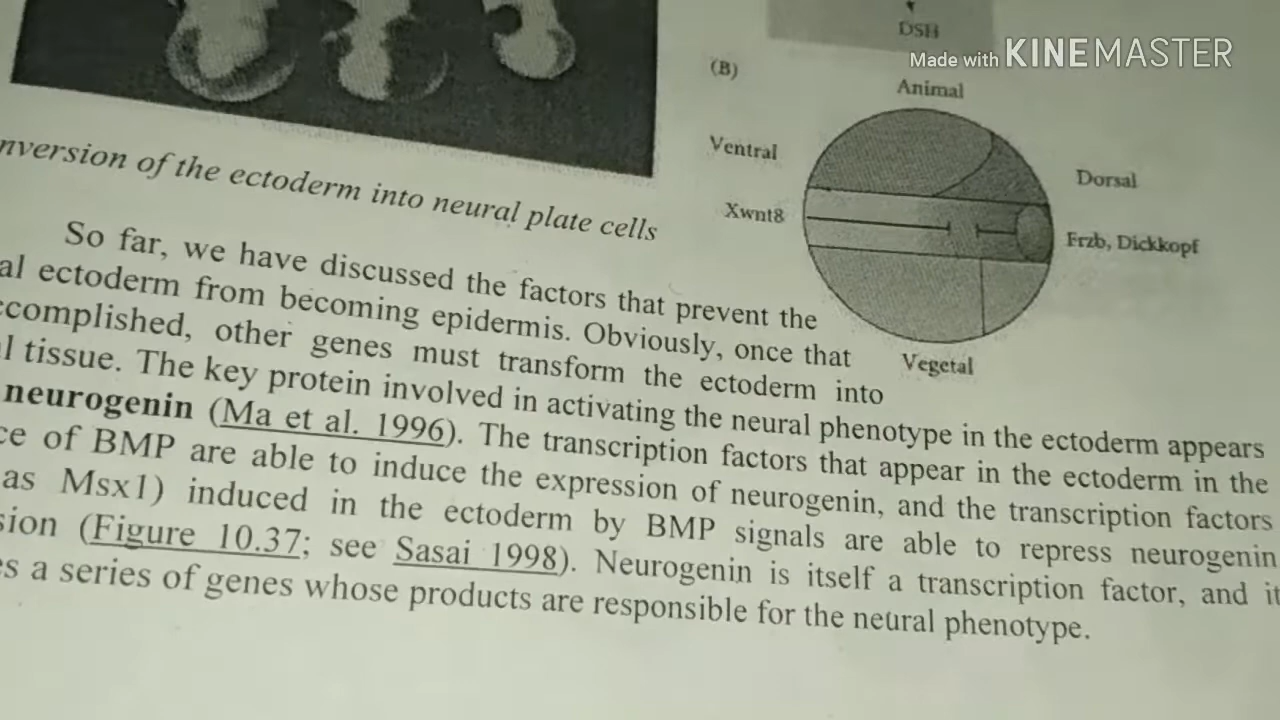 DSH
Made with KINEMASTER
(B)
Animal
Ventral
Dorsal
Xwnt8
Frzb, Dickkopf
Vegetal
nversion of the ectoderm into neural plate cells
So far, we have discussed the factors that prevent the
al ectoderm from becoming epidermis. Obviously, once that
ccomplished, other genes must transform the ectoderm into
l tissue. The key protein involved in activating the neural phenotype in the ectoderm appears
neurogenin (Ma et al. 1996). The transcription factors that appear in the ectoderm in the
ce of BMP are able to induce the expression of neurogenin, and the transcription factors
as Msx1) induced in the ectoderm by BMP signals are able to repress neurogenin
sion (Figure 10.37; see Sasai 1998). Neurogenin is itself a transcription factor, and it
es a series of genes whose products are responsible for the neural phenotype.